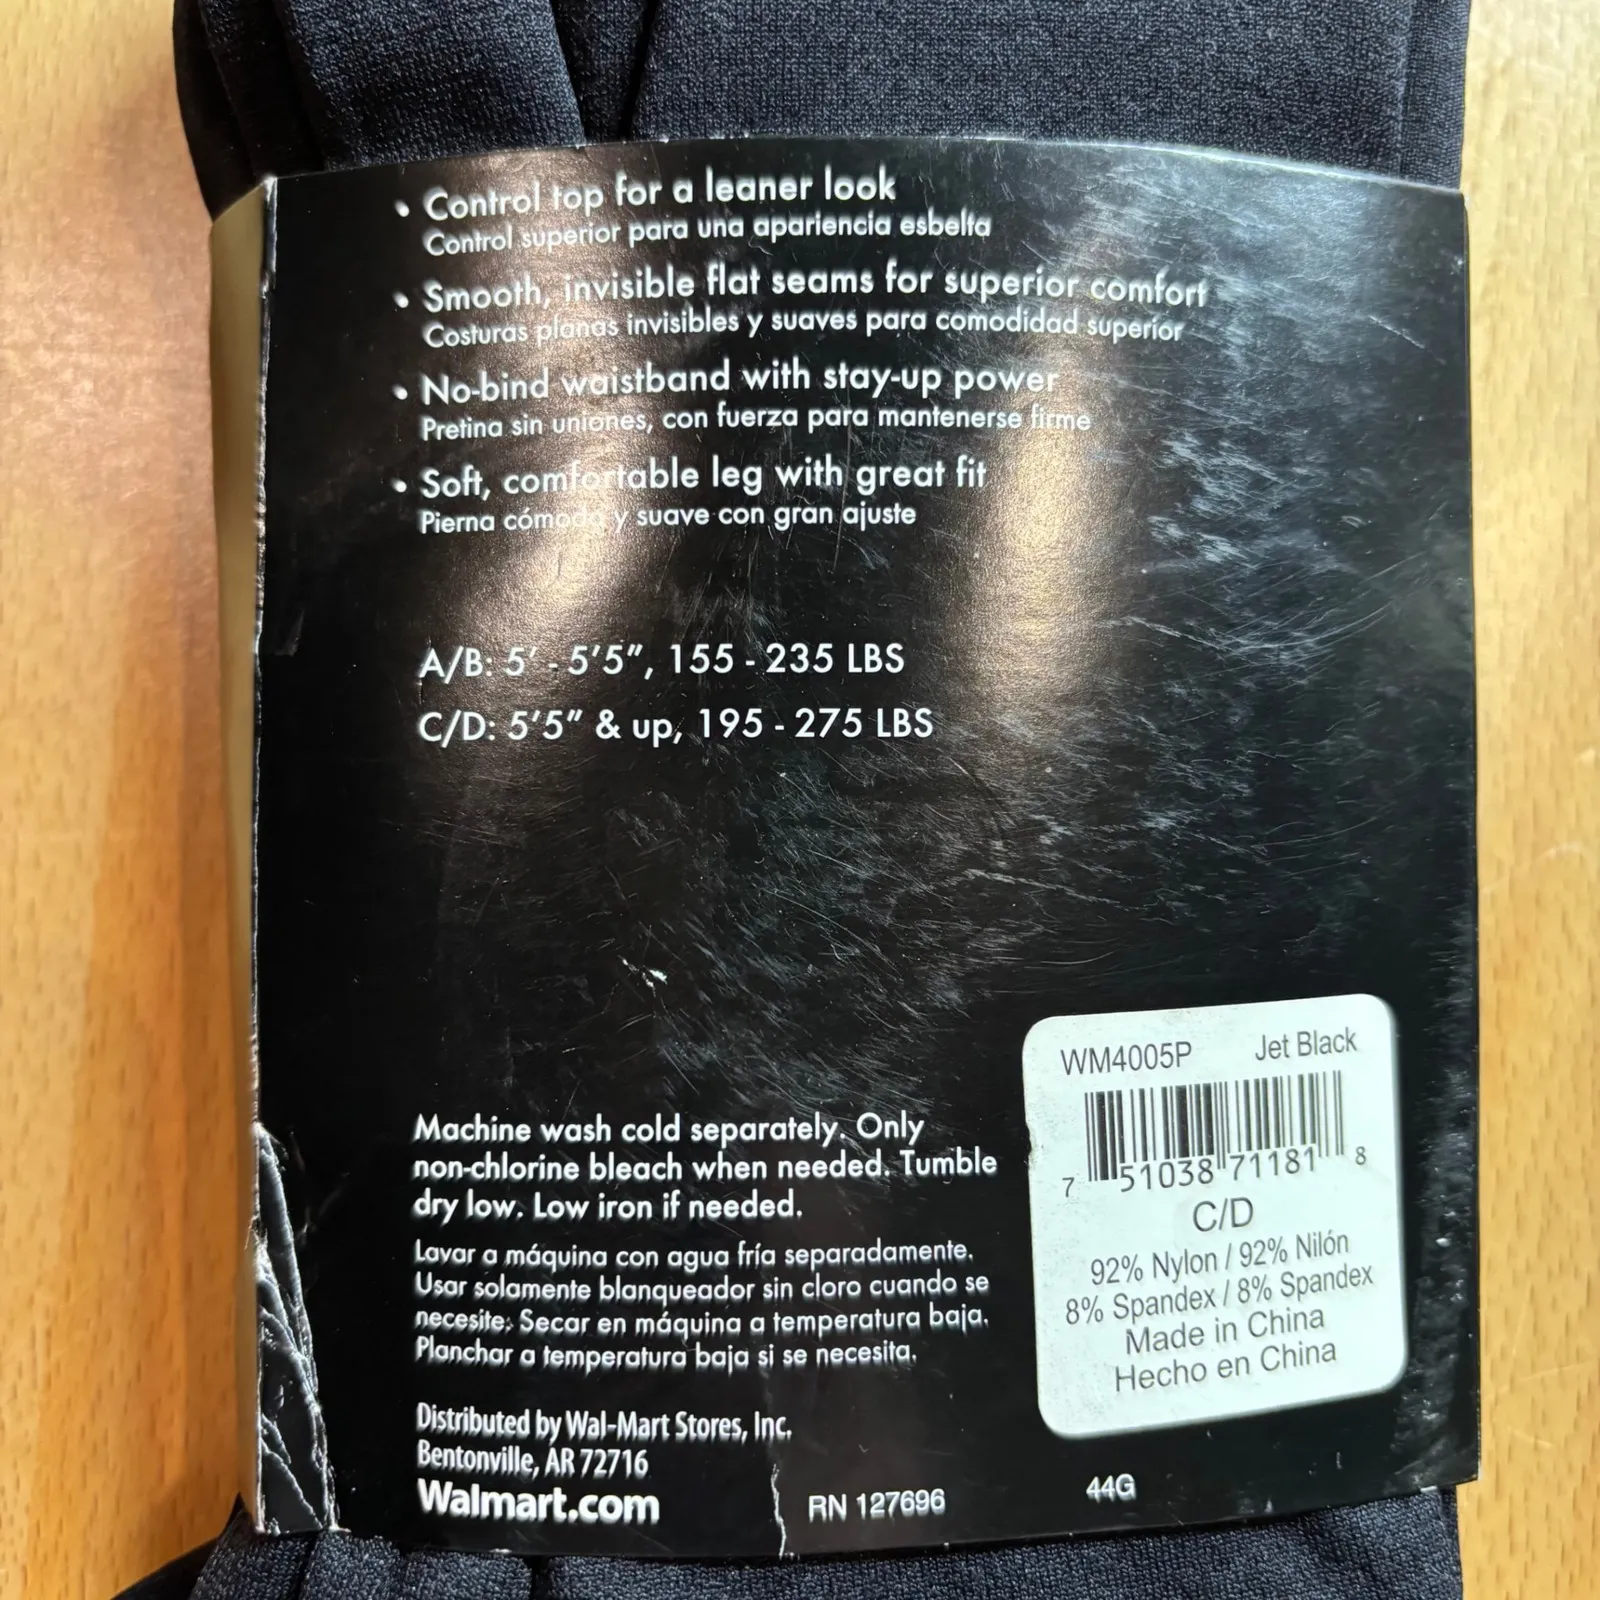 • Control top for a leaner look
Control superior para una apariencia esbelta
• Smooth, invisible flat seams for superior comfort
Costuras planas invisibles y suaves para comodidad superior
• No-bind waistband with stay-up power
Pretina sin uniones, con fuerza para mantenerse firme
• Soft, comfortable leg with great fit
Pierna cómoda y suave con gran ajuste
A/B: 5' - 5'5", 155 - 235 LBS
C/D: 5'5" & up, 195 - 275 LBS
Machine wash cold separately. Only
non-chlorine bleach when needed. Tumble
dry low. Low iron if needed.
Lavar a máquina con agua fría separadamente.
Usar solamente blanqueador sin cloro cuando se
necesite. Secar en máquina a temperatura baja.
Planchar a temperatura baja si se necesita.
Distributed by Wal-Mart Stores, Inc.
Bentonville, AR 72716
Walmart.com
RN 127696
44G
WM4005P Jet Black
7 51038 71181 8
C/D
92% Nylon / 92% Nilón
8% Spandex / 8% Spandex
Made in China
Hecho en China